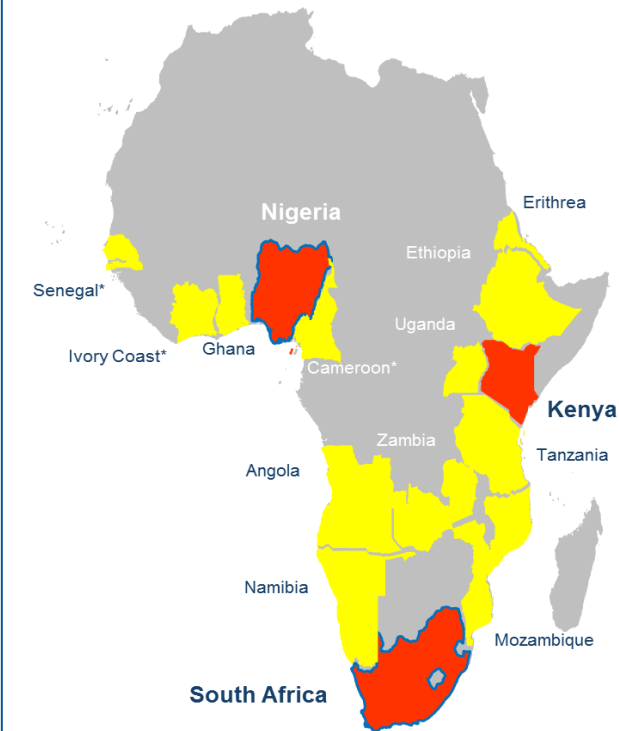 Erithrea
Nigeria
Ethiopia
Senegal*
Uganda
Ivory Coast*
Ghana
Cameroon*
Kenya
Zambia
Tanzania
Angola
Namibia
Mozambique
South Africa